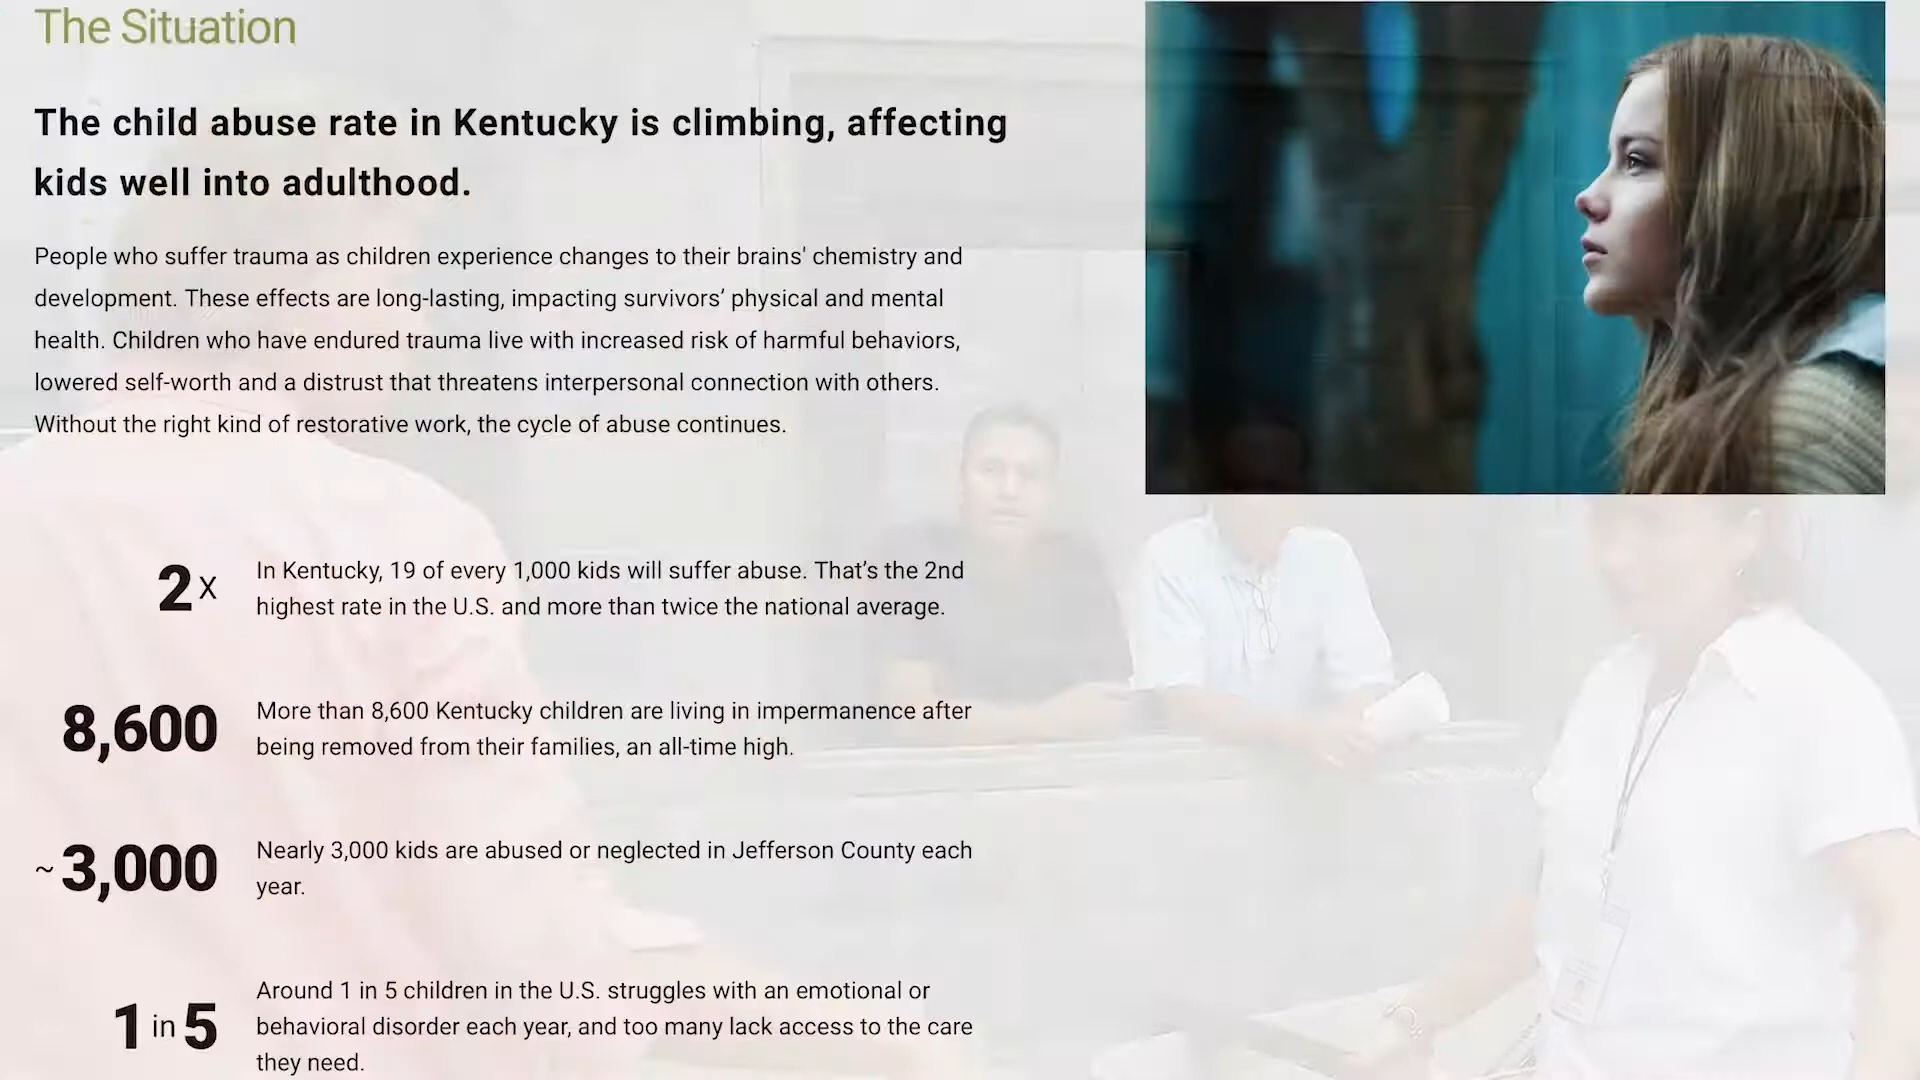 The Situation
The child abuse rate in Kentucky is climbing, affecting
kids well into adulthood.
People who suffer trauma as children experience changes to their brains' chemistry and
development. These effects are long-lasting, impacting survivors’ physical and mental
health. Children who have endured trauma live with increased risk of harmful behaviors,
lowered self-worth and a distrust that threatens interpersonal connection with others.
Without the right kind of restorative work, the cycle of abuse continues.
2x
In Kentucky, 19 of every 1,000 kids will suffer abuse. That’s the 2nd
highest rate in the U.S. and more than twice the national average.
8,600
More than 8,600 Kentucky children are living in impermanence after
being removed from their families, an all-time high.
~3,000
Nearly 3,000 kids are abused or neglected in Jefferson County each
year.
1 in 5
Around 1 in 5 children in the U.S. struggles with an emotional or
behavioral disorder each year, and too many lack access to the care
they need.